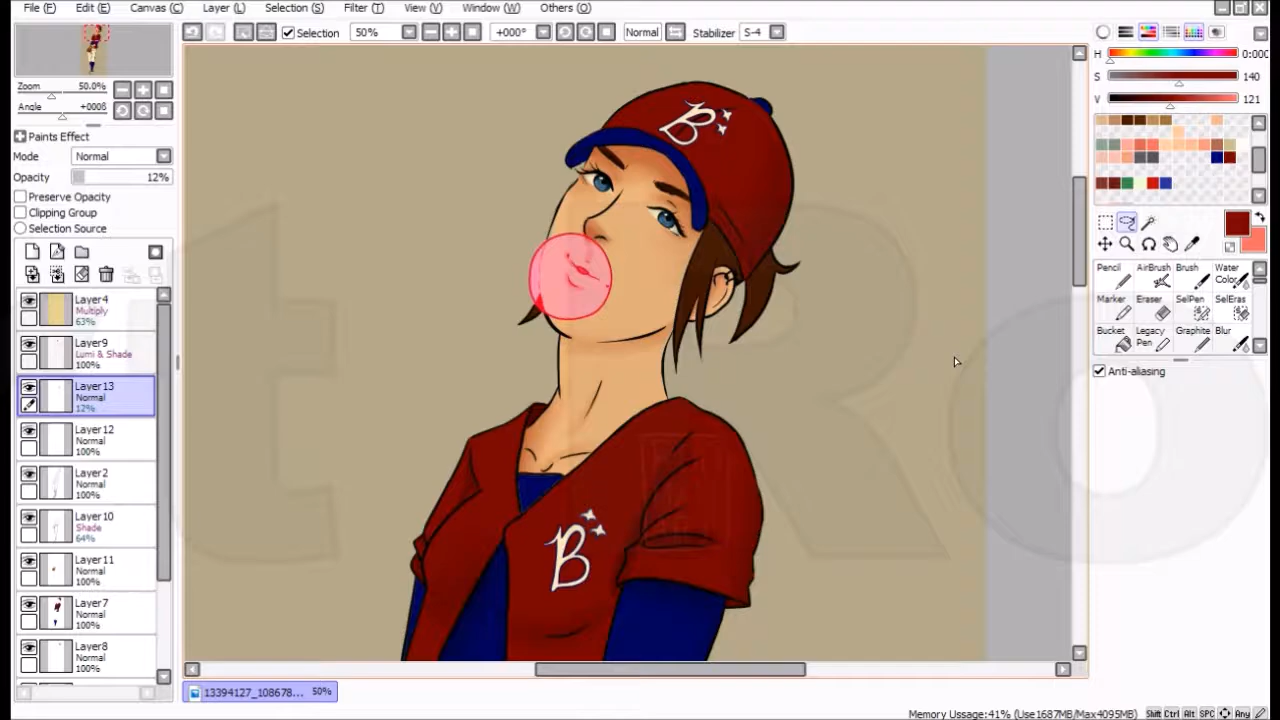 File (F) Edit (E) Canvas (C) Layer (L) Selection (S) Filter (T) View (V) Window (W) Others (O)
Selection 50% +000° Normal Stabilizer S-4
Zoom 50.0%
Angle +000ß
Paints Effect
Mode Normal
Opacity 12%
Preserve Opacity
Clipping Group
Selection Source
Layer4
Multiply
63%
Layer9
Lumi & Shade
100%
Layer13
Normal
12%
Layer12
Normal
100%
Layer2
Normal
100%
Layer10
Shade
64%
Layer11
Normal
100%
Layer7
Normal
100%
Layer8
Normal
100%
B
B
t Ro
H 0:000
S 140
V 121
Pencil AirBrush Brush Water Color
Marker Eraser SelPen SelEras
Bucket Legacy Pen Graphite Blur
Anti-aliasing
13394127_108678... 50%
Memory Ussage:41% (Use1687MB/Max4095MB) Shift Ctrl Alt SPC Any